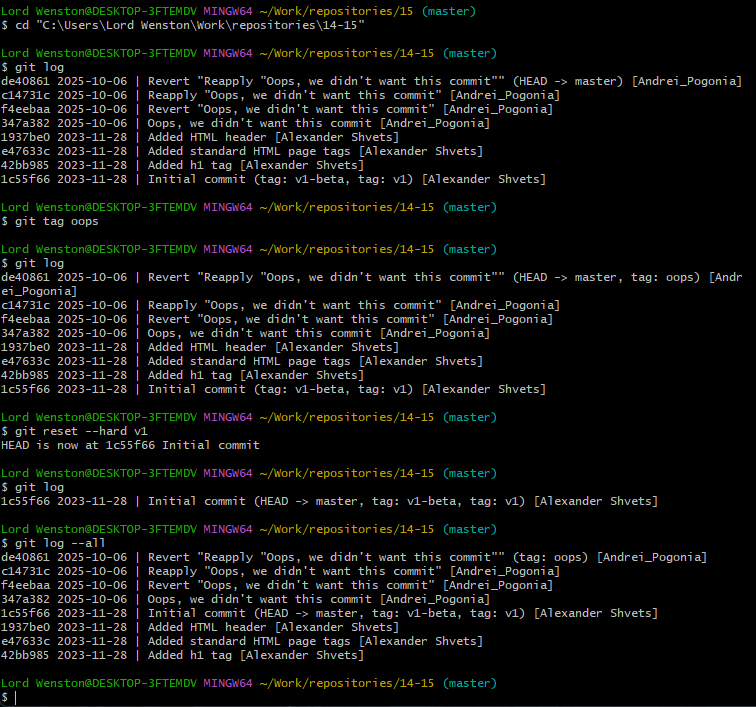 Lord Wenston@DESKTOP-3FTEMDV MINGW64 ~/Work/repositories/15 (master)
$ cd "C:\Users\Lord Wenston\Work\repositories\14-15"
Lord Wenston@DESKTOP-3FTEMDV MINGW64 ~/Work/repositories/14-15 (master)
$ git log
de40861 2025-10-06 | Revert "Reapply "Oops, we didn't want this commit"" (HEAD -> master) [Andrei_Pogonia]
c14731c 2025-10-06 | Reapply "Oops, we didn't want this commit" [Andrei_Pogonia]
f4eebaa 2025-10-06 | Revert "Oops, we didn't want this commit" [Andrei_Pogonia]
347a382 2025-10-06 | Oops, we didn't want this commit [Andrei_Pogonia]
1937be0 2023-11-28 | Added HTML header [Alexander Shvets]
e47633c 2023-11-28 | Added standard HTML page tags [Alexander Shvets]
42bb985 2023-11-28 | Added h1 tag [Alexander Shvets]
1c55f66 2023-11-28 | Initial commit (tag: v1-beta, tag: v1) [Alexander Shvets]
Lord Wenston@DESKTOP-3FTEMDV MINGW64 ~/Work/repositories/14-15 (master)
$ git tag oops
Lord Wenston@DESKTOP-3FTEMDV MINGW64 ~/Work/repositories/14-15 (master)
$ git log
de40861 2025-10-06 | Revert "Reapply "Oops, we didn't want this commit"" (HEAD -> master, tag: oops) [Andr
ei_Pogonia]
c14731c 2025-10-06 | Reapply "Oops, we didn't want this commit" [Andrei_Pogonia]
f4eebaa 2025-10-06 | Revert "Oops, we didn't want this commit" [Andrei_Pogonia]
347a382 2025-10-06 | Oops, we didn't want this commit [Andrei_Pogonia]
1937be0 2023-11-28 | Added HTML header [Alexander Shvets]
e47633c 2023-11-28 | Added standard HTML page tags [Alexander Shvets]
42bb985 2023-11-28 | Added h1 tag [Alexander Shvets]
1c55f66 2023-11-28 | Initial commit (tag: v1-beta, tag: v1) [Alexander Shvets]
Lord Wenston@DESKTOP-3FTEMDV MINGW64 ~/Work/repositories/14-15 (master)
$ git reset --hard v1
HEAD is now at 1c55f66 Initial commit
Lord Wenston@DESKTOP-3FTEMDV MINGW64 ~/Work/repositories/14-15 (master)
$ git log
1c55f66 2023-11-28 | Initial commit (HEAD -> master, tag: v1-beta, tag: v1) [Alexander Shvets]
Lord Wenston@DESKTOP-3FTEMDV MINGW64 ~/Work/repositories/14-15 (master)
$ git log --all
de40861 2025-10-06 | Revert "Reapply "Oops, we didn't want this commit"" (tag: oops) [Andrei_Pogonia]
c14731c 2025-10-06 | Reapply "Oops, we didn't want this commit" [Andrei_Pogonia]
f4eebaa 2025-10-06 | Revert "Oops, we didn't want this commit" [Andrei_Pogonia]
347a382 2025-10-06 | Oops, we didn't want this commit [Andrei_Pogonia]
1c55f66 2023-11-28 | Initial commit (HEAD -> master, tag: v1-beta, tag: v1) [Alexander Shvets]
1937be0 2023-11-28 | Added HTML header [Alexander Shvets]
e47633c 2023-11-28 | Added standard HTML page tags [Alexander Shvets]
42bb985 2023-11-28 | Added h1 tag [Alexander Shvets]
Lord Wenston@DESKTOP-3FTEMDV MINGW64 ~/Work/repositories/14-15 (master)
$